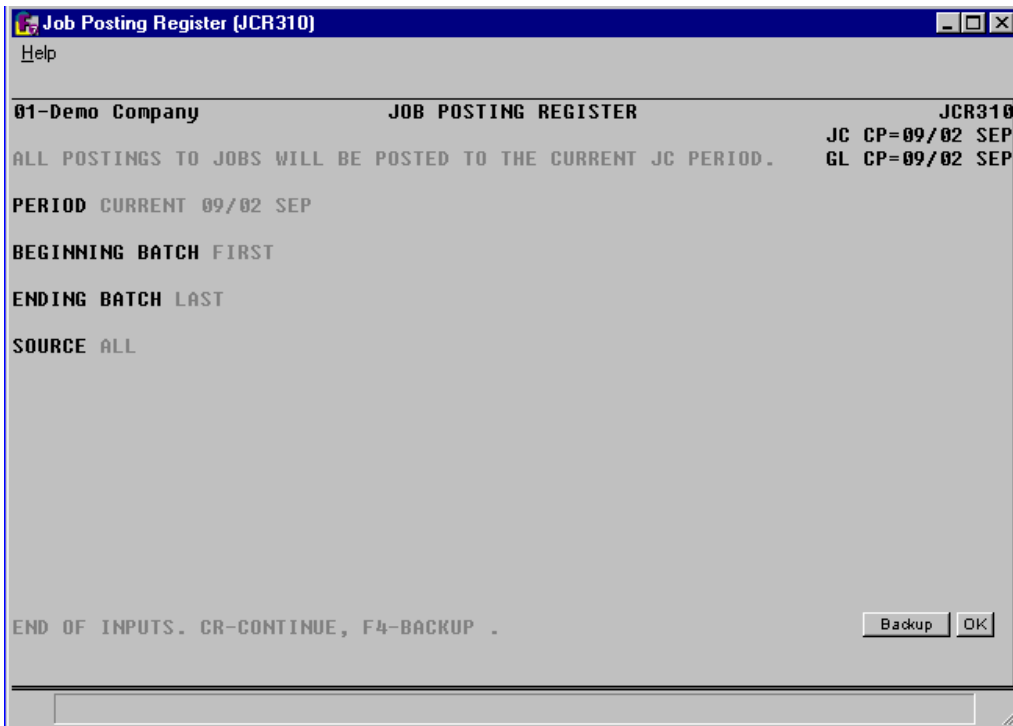 Job Posting Register (JCR310)
Help
01-Demo Company JOB POSTING REGISTER JCR310
JC CP=09/02 SEP
ALL POSTINGS TO JOBS WILL BE POSTED TO THE CURRENT JC PERIOD. GL CP=09/02 SEP
PERIOD CURRENT 09/02 SEP
BEGINNING BATCH FIRST
ENDING BATCH LAST
SOURCE ALL
END OF INPUTS. CR-CONTINUE, F4-BACKUP . Backup OK